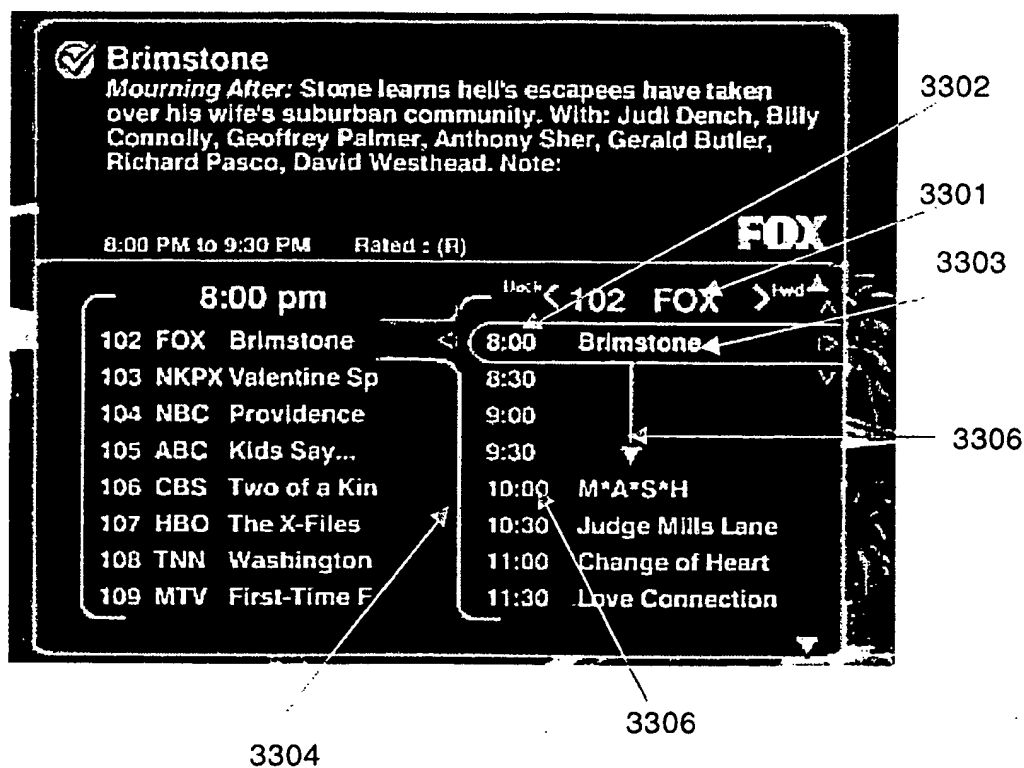 Brimstone
Mourning After: Stone learns hell's escapees have taken
over his wife's suburban community. With: Judi Dench, Billy
Connolly, Geoffrey Palmer, Anthony Sher, Gerald Butler,
Richard Pasco, David Westhead. Note:
8:00 PM to 9:30 PM Rated : (R)
FOX
8:00 pm
102 FOX Brimstone
103 NKPX Valentine Sp
104 NBC Providence
105 ABC Kids Say...
106 CBS Two of a Kin
107 HBO The X-Files
108 TNN Washington
109 MTV First-Time F
Back < 102 FOX > Fwd
8:00 Brimstone
8:30
9:00
9:30
10:00 M*A*S*H
10:30 Judge Mills Lane
11:00 Change of Heart
11:30 Love Connection
3302
3301
3303
3306
3306
3304